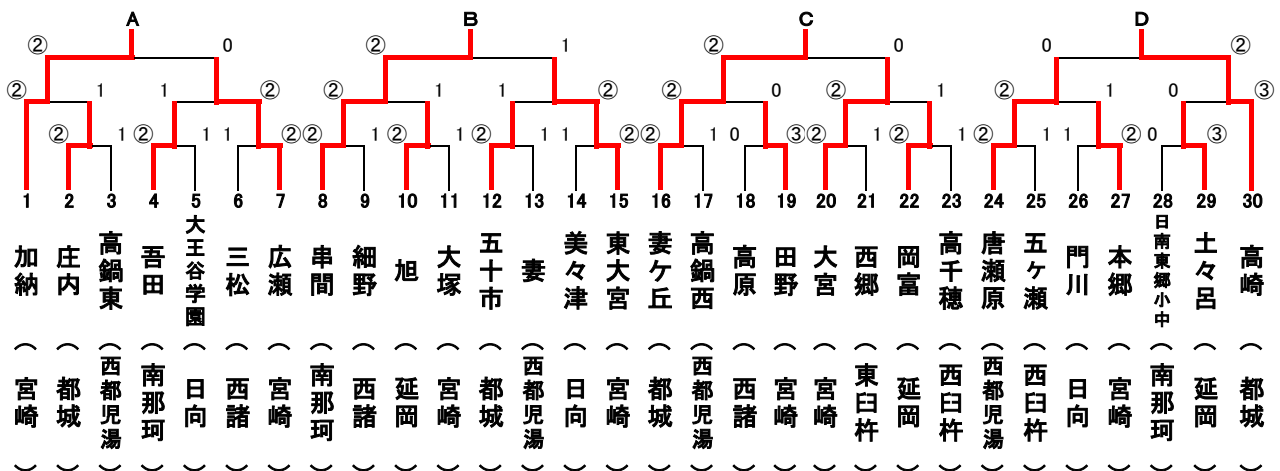 A B C D
② 0 ② 1 ② 0 0 ②
② 1 1 ② ② 1 1 ② ② 0 ② 1 ② 1 0 ③
② 1 ② 1 1 ② ② 1 ② 1 ② 1 1 ② ② 1 0 ③ ② 1 ② 1 ② 1 1 ② 0 ③
1 2 3 4 5 6 7 8 9 10 11 12 13 14 15 16 17 18 19 20 21 22 23 24 25 26 27 28 29 30
加納（宮崎）
庄内（都城）
高鍋東（西都児湯）
吾田（南那珂）
大王谷学園（日向）
三松（西諸）
広瀬（宮崎）
串間（南那珂）
細野（西諸）
旭（延岡）
大塚（宮崎）
五十市（都城）
妻（西都児湯）
美々津（日向）
東大宮（宮崎）
妻ケ丘（都城）
高鍋西（西都児湯）
高原（西諸）
田野（宮崎）
大宮（宮崎）
西郷（東臼杵）
岡富（延岡）
高千穂（西臼杵）
唐瀬原（西都児湯）
五ヶ瀬（西臼杵）
門川（日向）
本郷（宮崎）
日南東郷小中（南那珂）
土々呂（延岡）
高崎（都城）